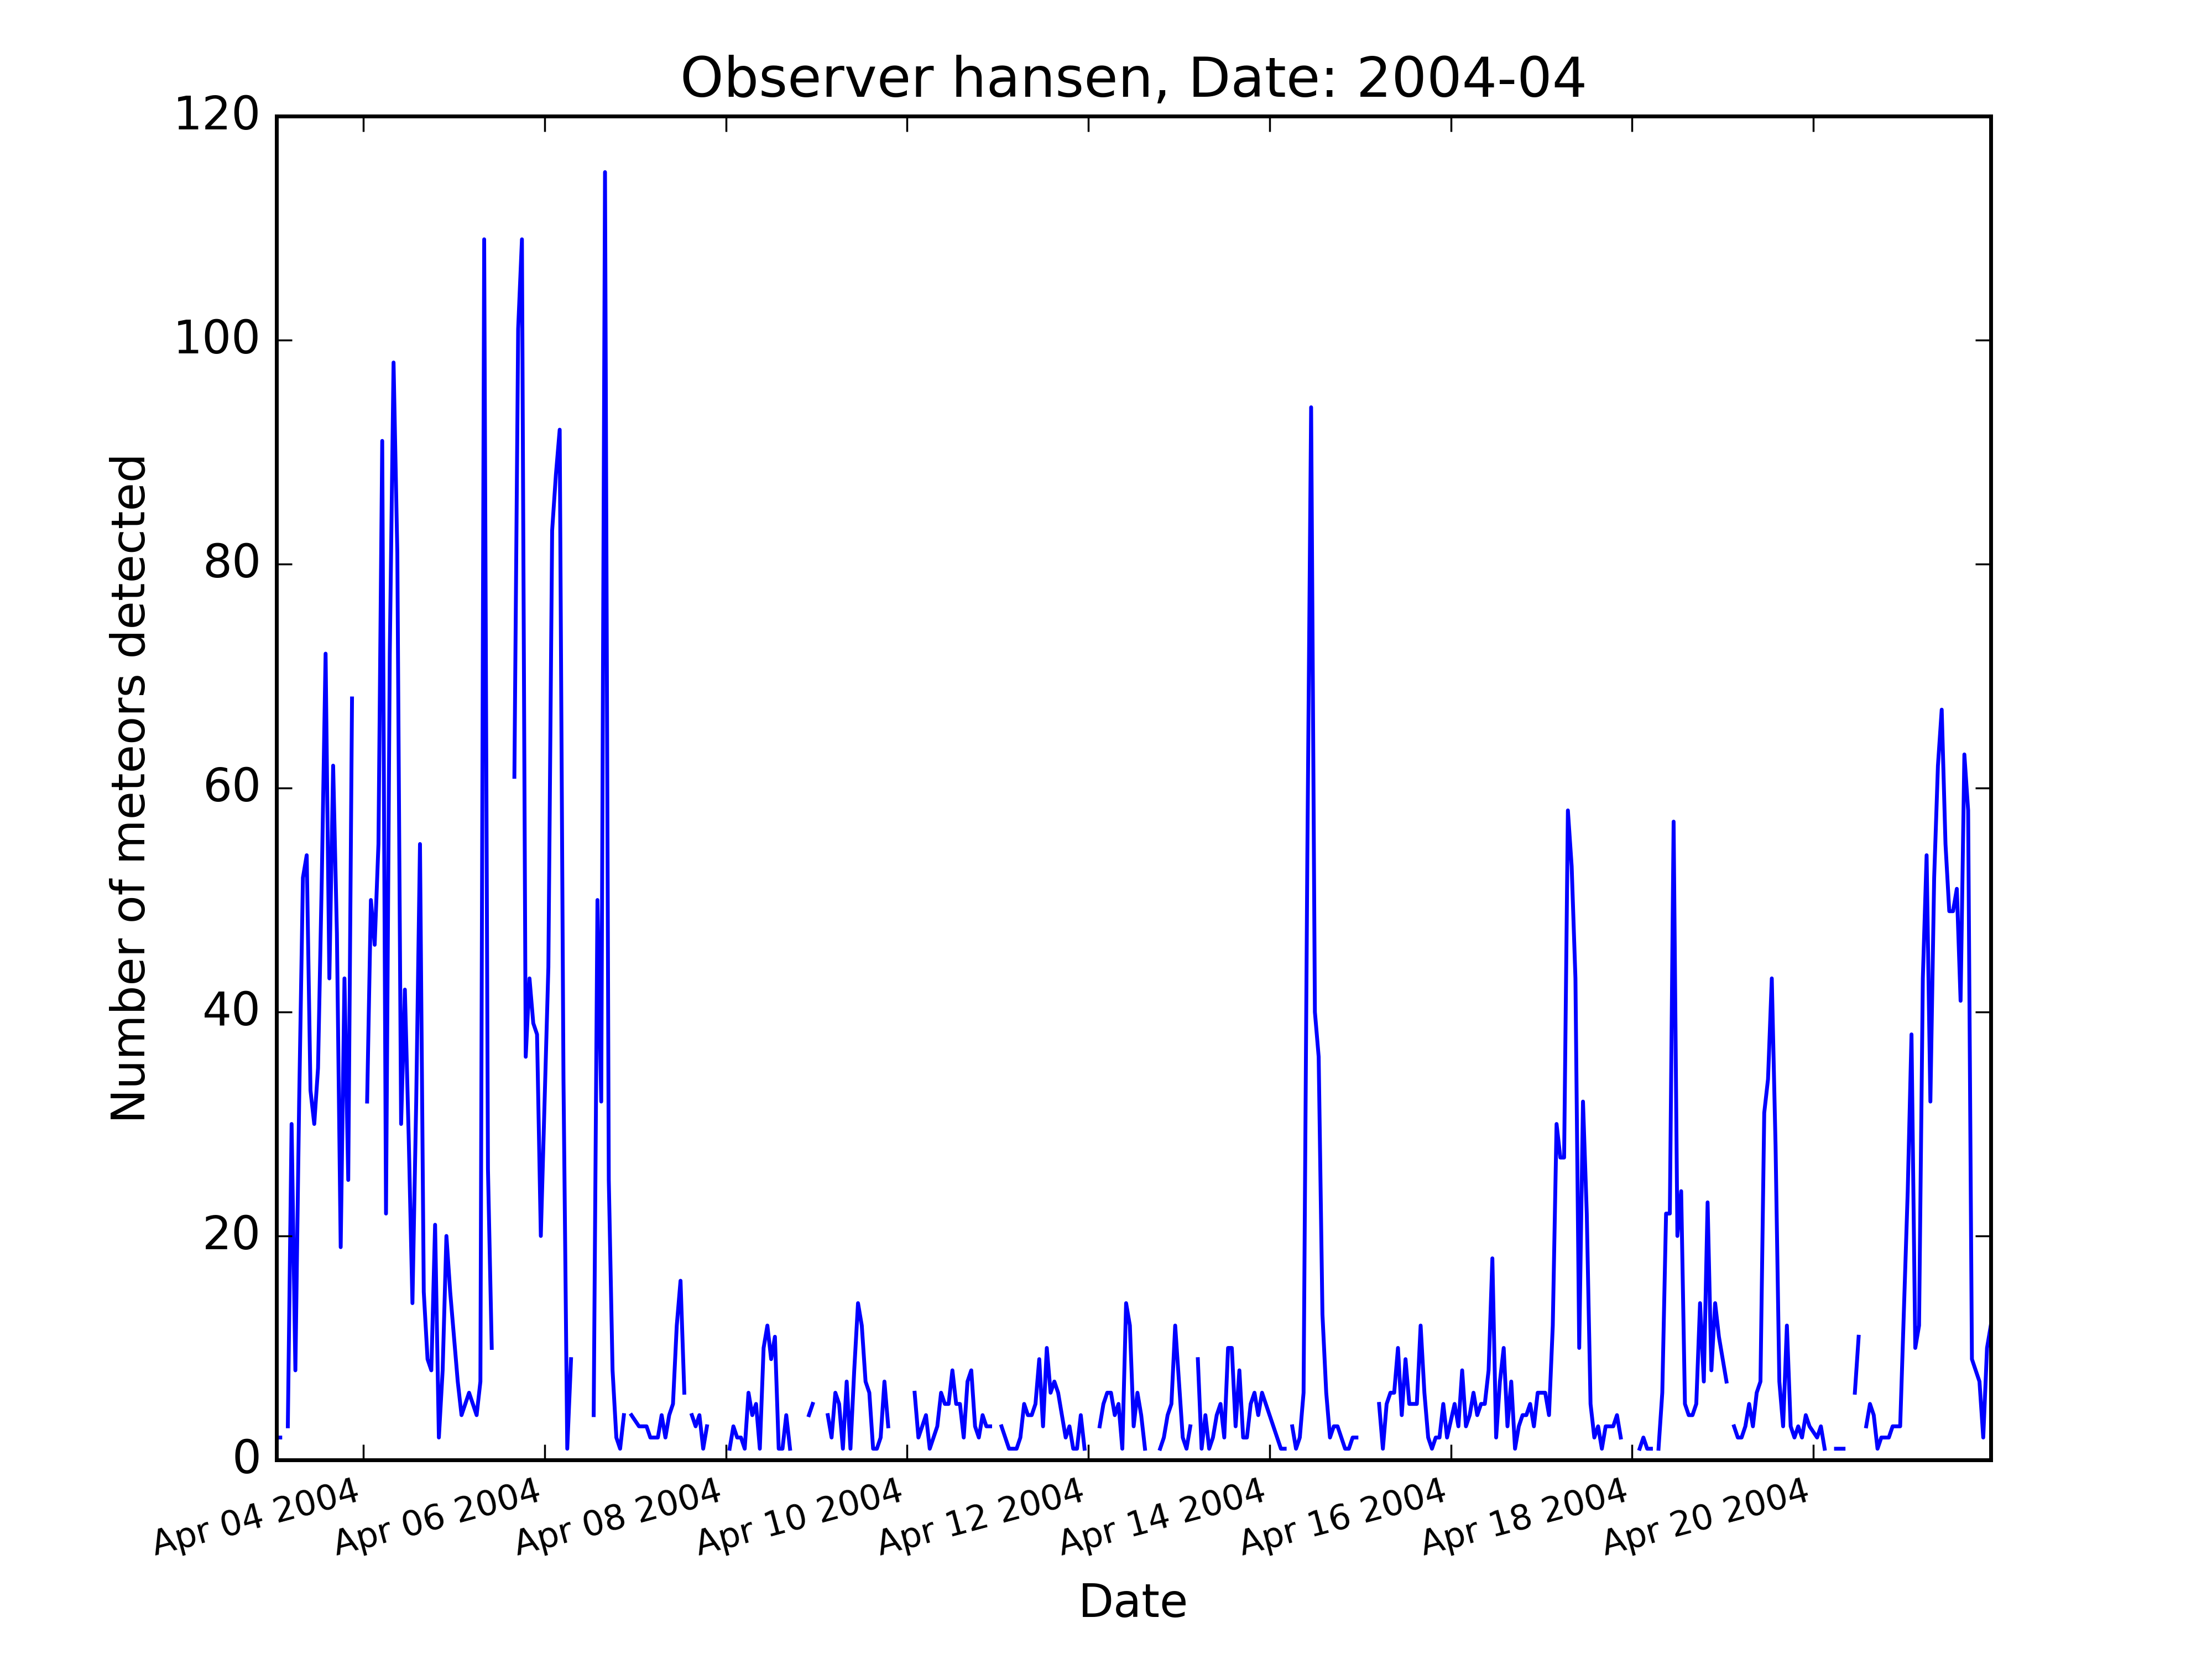 Observer hansen, Date: 2004-04
120
100
80
60
40
20
0
Number of meteors detected
Apr 04 2004
Apr 06 2004
Apr 08 2004
Apr 10 2004
Apr 12 2004
Apr 14 2004
Apr 16 2004
Apr 18 2004
Apr 20 2004
Date